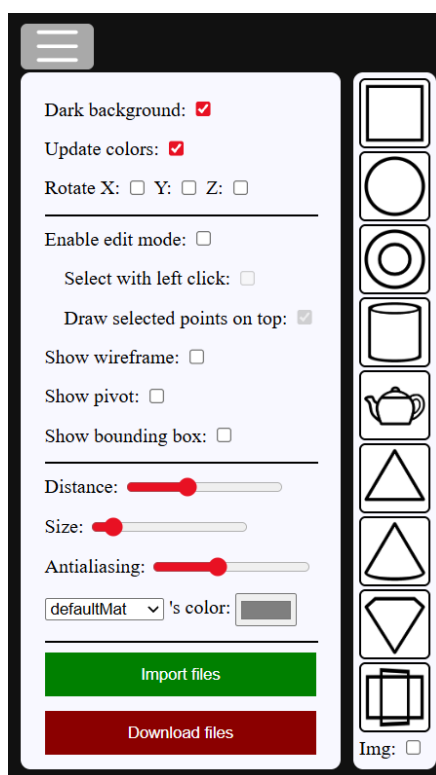 Dark background:
Update colors:
Rotate X: Y: Z:
Enable edit mode:
Select with left click:
Draw selected points on top:
Show wireframe:
Show pivot:
Show bounding box:
Distance:
Size:
Antialiasing:
defaultMat 's color:
Import files
Download files
Img: